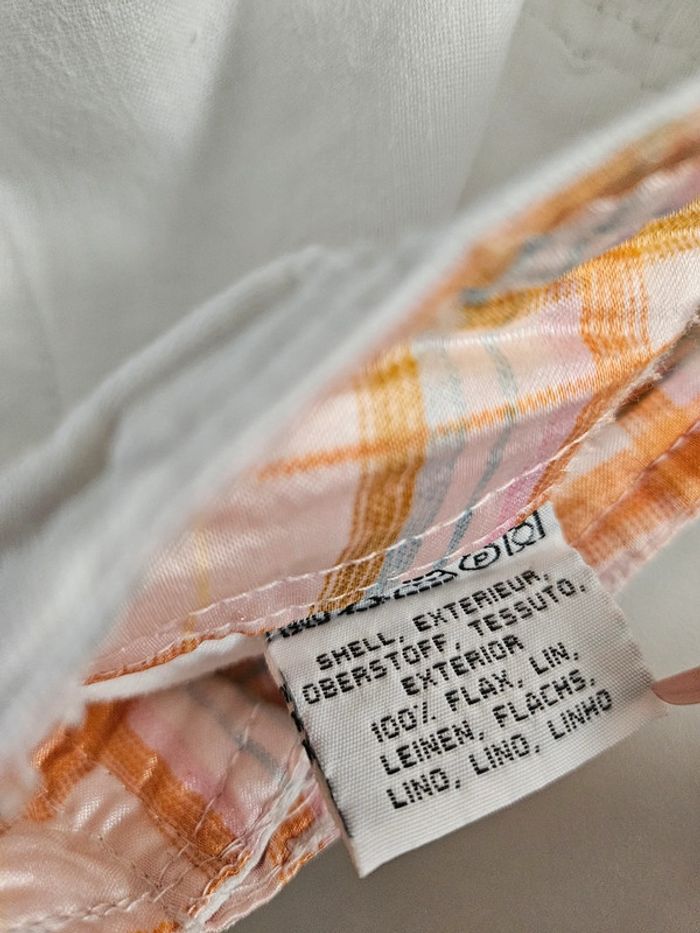 SHELL, EXTERIEUR,
OBERSTOFF, TESSUTO,
EXTERIOR
100% FLAX, LIN,
LEINEN, FLACHS,
LINO, LINO, LINHO